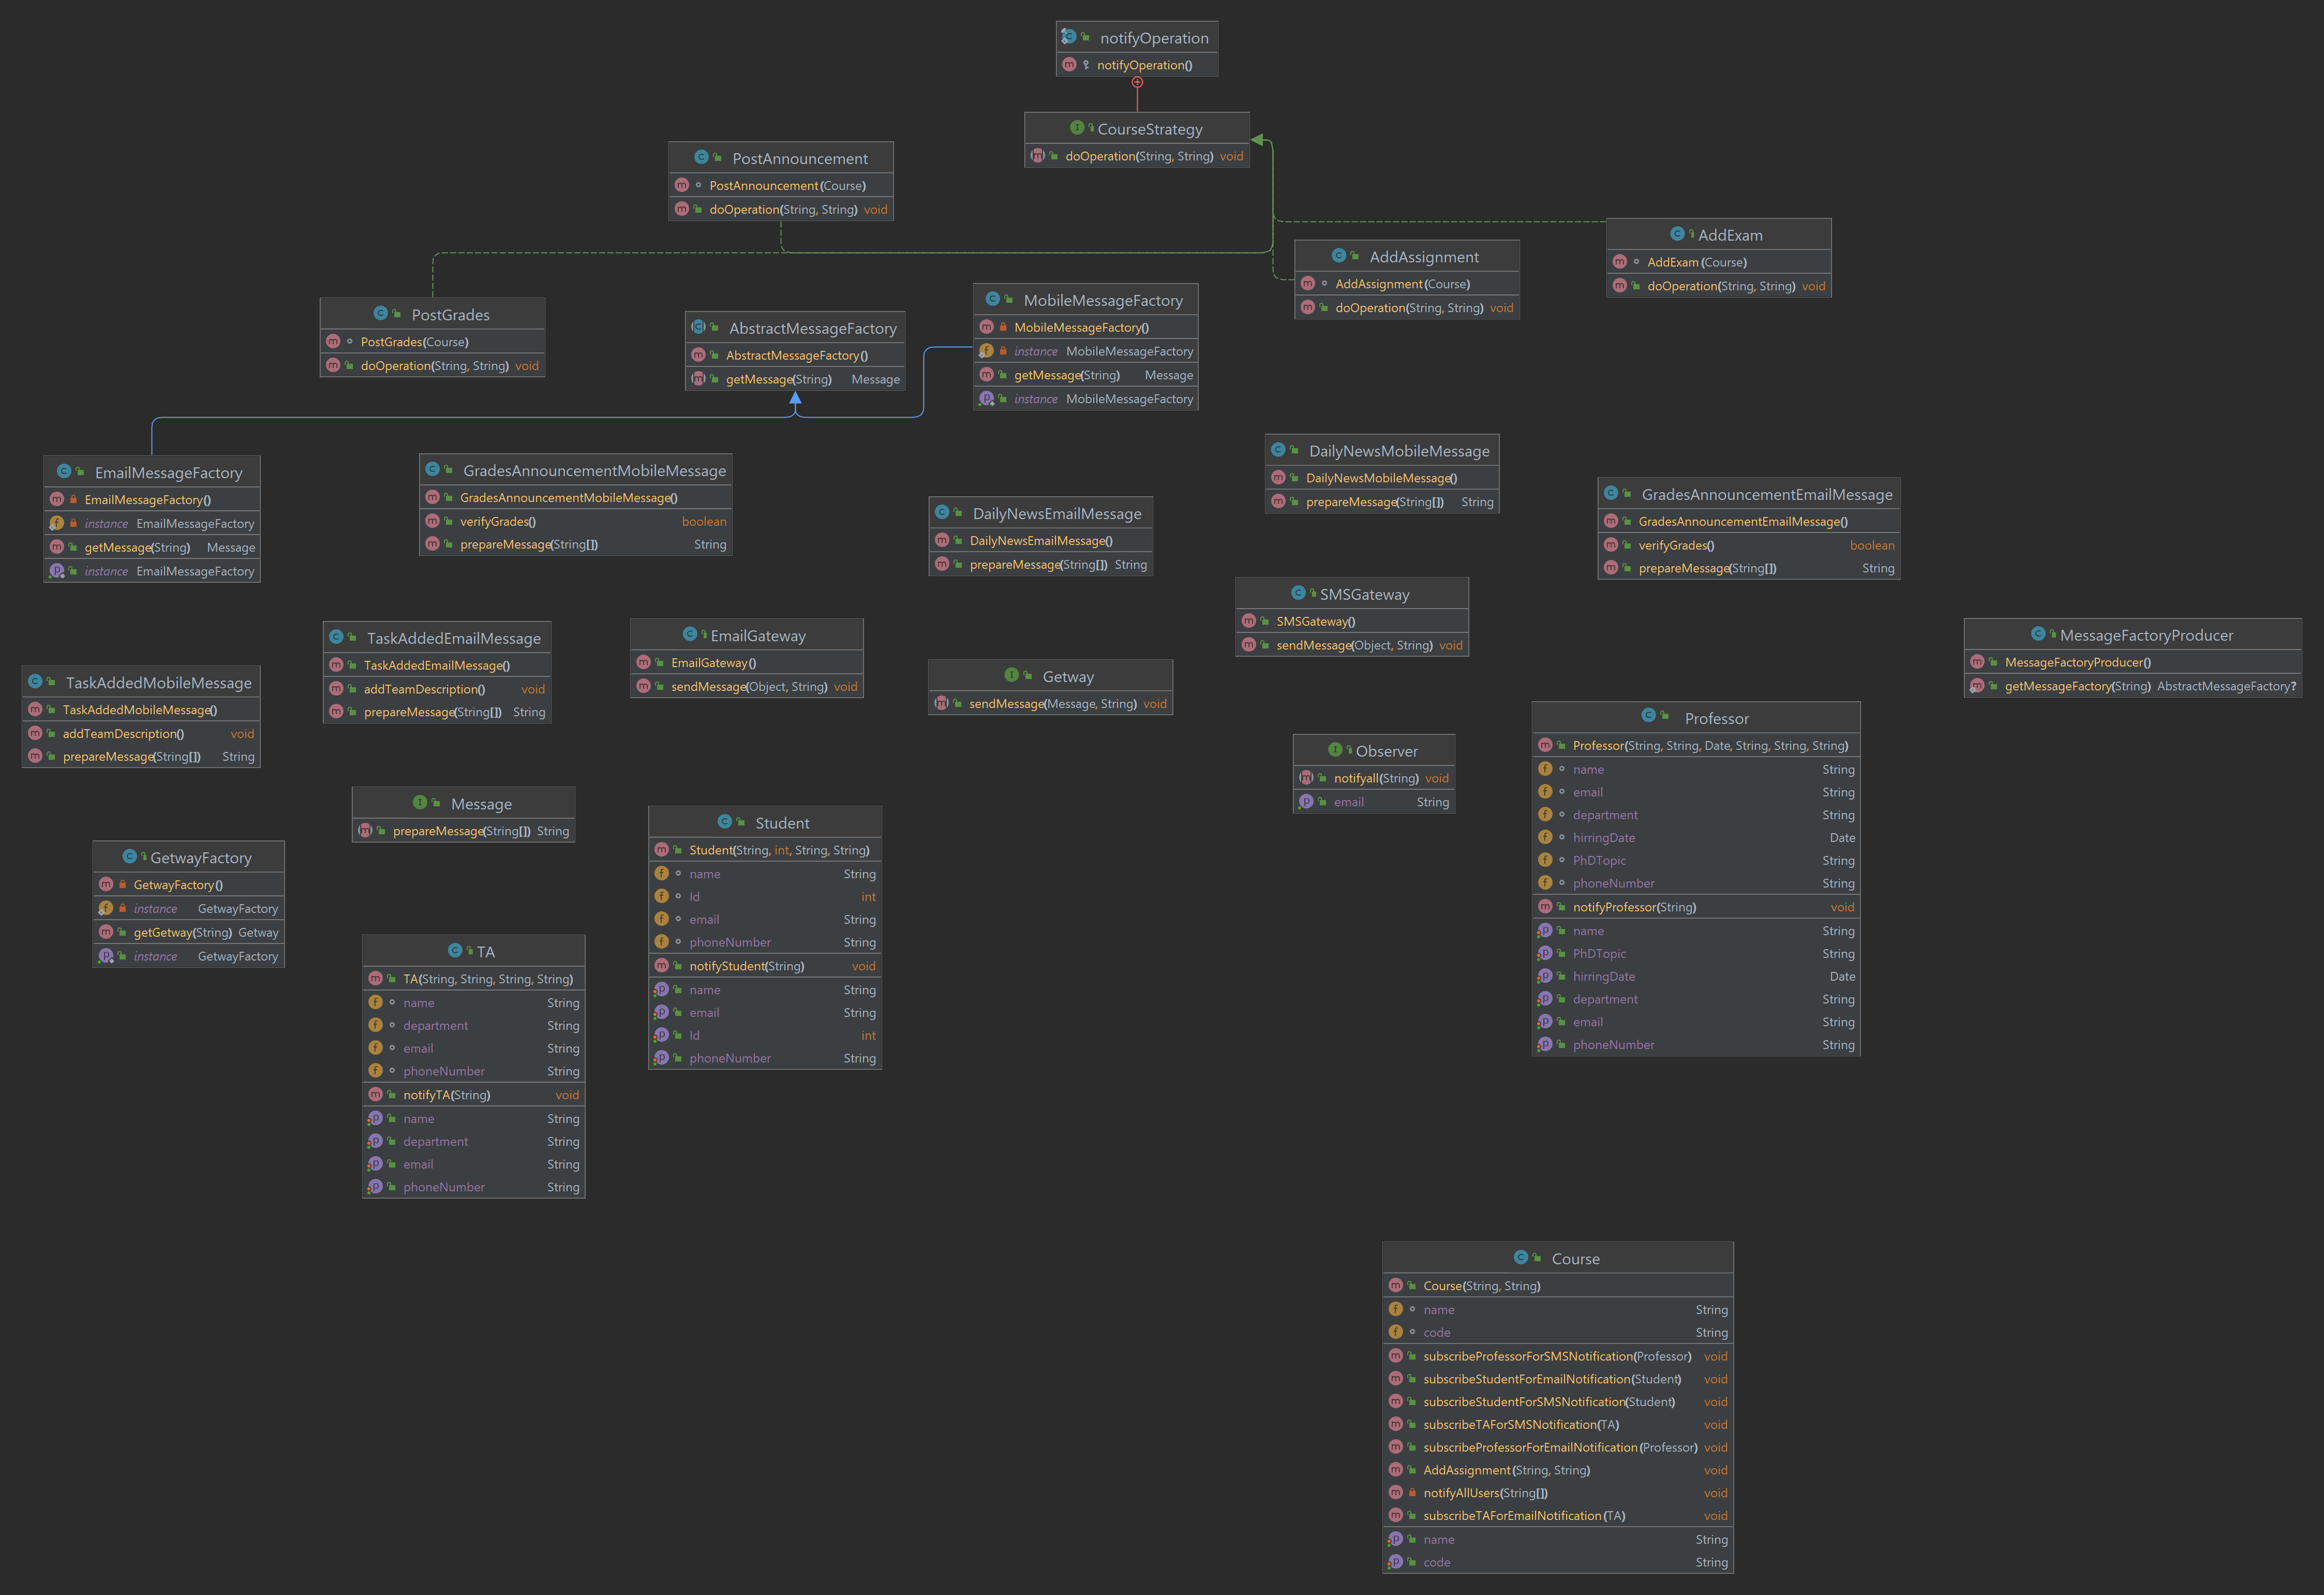 notifyOperation
notifyOperation()
CourseStrategy
doOperation(String, String) void
PostAnnouncement
PostAnnouncement(Course)
doOperation(String, String) void
AddExam
AddExam(Course)
doOperation(String, String) void
AddAssignment
AddAssignment(Course)
doOperation(String, String) void
PostGrades
PostGrades(Course)
doOperation(String, String) void
AbstractMessageFactory
AbstractMessageFactory()
getMessage(String) Message
MobileMessageFactory
MobileMessageFactory()
instance MobileMessageFactory
getMessage(String) Message
instance MobileMessageFactory
EmailMessageFactory
EmailMessageFactory()
instance EmailMessageFactory
getMessage(String) Message
instance EmailMessageFactory
GradesAnnouncementMobileMessage
GradesAnnouncementMobileMessage()
verifyGrades() boolean
prepareMessage(String[]) String
DailyNewsEmailMessage
DailyNewsEmailMessage()
prepareMessage(String[]) String
DailyNewsMobileMessage
DailyNewsMobileMessage()
prepareMessage(String[]) String
GradesAnnouncementEmailMessage
GradesAnnouncementEmailMessage()
verifyGrades() boolean
prepareMessage(String[]) String
TaskAddedMobileMessage
TaskAddedMobileMessage()
addTeamDescription() void
prepareMessage(String[]) String
TaskAddedEmailMessage
TaskAddedEmailMessage()
addTeamDescription() void
prepareMessage(String[]) String
EmailGateway
EmailGateway()
sendMessage(Object, String) void
Getway
sendMessage(Message, String) void
SMSGateway
SMSGateway()
sendMessage(Object, String) void
MessageFactoryProducer
MessageFactoryProducer()
getMessageFactory(String) AbstractMessageFactory?
Observer
notifyall(String) void
email String
Professor
Professor(String, String, Date, String, String, String)
name String
email String
department String
hirringDate Date
PhDTopic String
phoneNumber String
notifyProfessor(String) void
name String
PhDTopic String
hirringDate Date
department String
email String
phoneNumber String
Message
prepareMessage(String[]) String
GetwayFactory
GetwayFactory()
instance GetwayFactory
getGetway(String) Getway
instance GetwayFactory
Student
Student(String, int, String, String)
name String
Id int
email String
phoneNumber String
notifyStudent(String) void
name String
email String
Id int
phoneNumber String
TA
TA(String, String, String, String)
name String
department String
email String
phoneNumber String
notifyTA(String) void
name String
department String
email String
phoneNumber String
Course
Course(String, String)
name String
code String
subscribeProfessorForSMSNotification(Professor) void
subscribeStudentForEmailNotification(Student) void
subscribeStudentForSMSNotification(Student) void
subscribeTAForSMSNotification(TA) void
subscribeProfessorForEmailNotification(Professor) void
AddAssignment(String, String) void
notifyAllUsers(String[]) void
subscribeTAForEmailNotification(TA) void
name String
code String